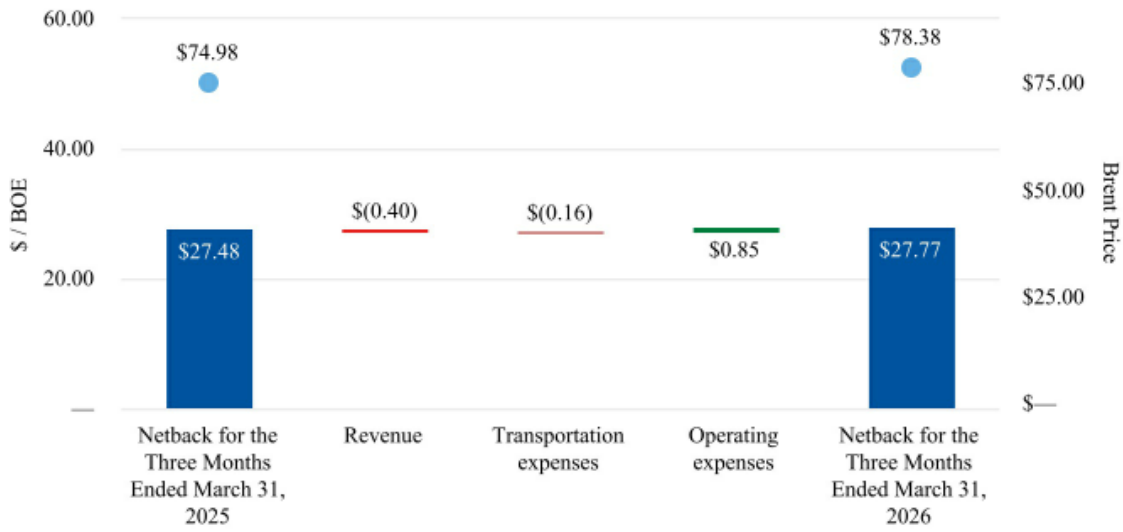 60.00
$74.98
$78.38
$75.00
40.00
$ / BOE
Brent Price
$50.00
$(0.40)
$(0.16)
$27.48
$0.85
$27.77
20.00
$25.00
—
$—
Netback for the
Three Months
Ended March 31,
2025
Revenue
Transportation
expenses
Operating
expenses
Netback for the
Three Months
Ended March 31,
2026